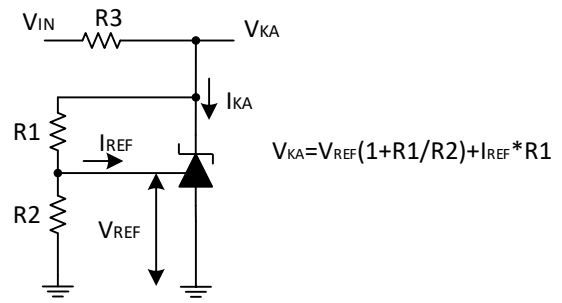 R3
VIN VKA
IKA
R1
IREF
VKA=VREF(1+R1/R2)+IREF*R1
R2
VREF